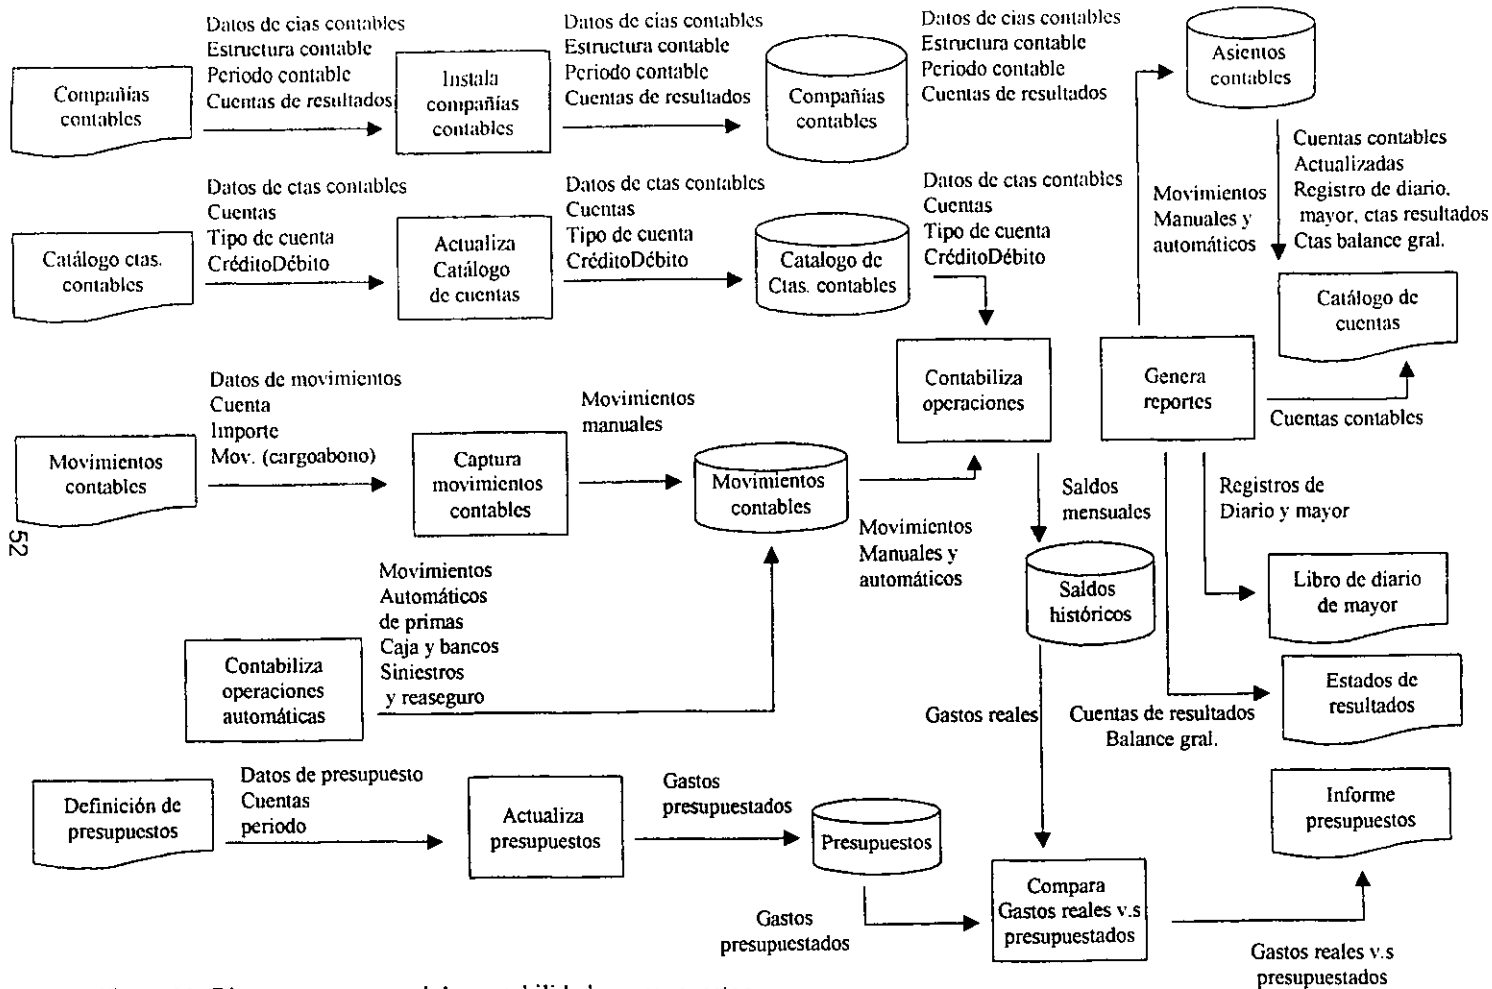 Datos de cias contables
Estructura contable
Periodo contable
Cuentas de resultados
Datos de cias contables
Estructura contable
Periodo contable
Cuentas de resultados
Datos de cias contables
Estructura contable
Periodo contable
Cuentas de resultados
Compañías
contables
Instala
compañías
contables
Compañías
contables
Asientos
contables
Cuentas contables
Actualizadas
Registro de diario.
mayor, ctas resultados
Ctas balance gral.
Movimientos
Manuales y
automáticos
Datos de ctas contables
Cuentas
Tipo de cuenta
CréditoDébito
Datos de ctas contables
Cuentas
Tipo de cuenta
CréditoDébito
Datos de ctas contables
Cuentas
Tipo de cuenta
CréditoDébito
Catálogo ctas.
contables
Actualiza
Catálogo
de cuentas
Catalogo de
Ctas. contables
Catálogo de
cuentas
Contabiliza
operaciones
Genera
reportes
Cuentas contables
Datos de movimientos
Cuenta
Importe
Mov. (cargoabono)
Movimientos
manuales
Movimientos
contables
Captura
movimientos
contables
Movimientos
contables
Movimientos
Manuales y
automáticos
Saldos
mensuales
Registros de
Diario y mayor
52
Movimientos
Automáticos
de primas
Caja y bancos
Siniestros
y reaseguro
Contabiliza
operaciones
automáticas
Saldos
históricos
Libro de diario
de mayor
Estados de
resultados
Gastos reales
Cuentas de resultados
Balance gral.
Definición de
presupuestos
Datos de presupuesto
Cuentas
periodo
Actualiza
presupuestos
Gastos
presupuestados
Presupuestos
Informe
presupuestos
Gastos
presupuestados
Compara
Gastos reales v.s
presupuestados
Gastos reales v.s
presupuestados